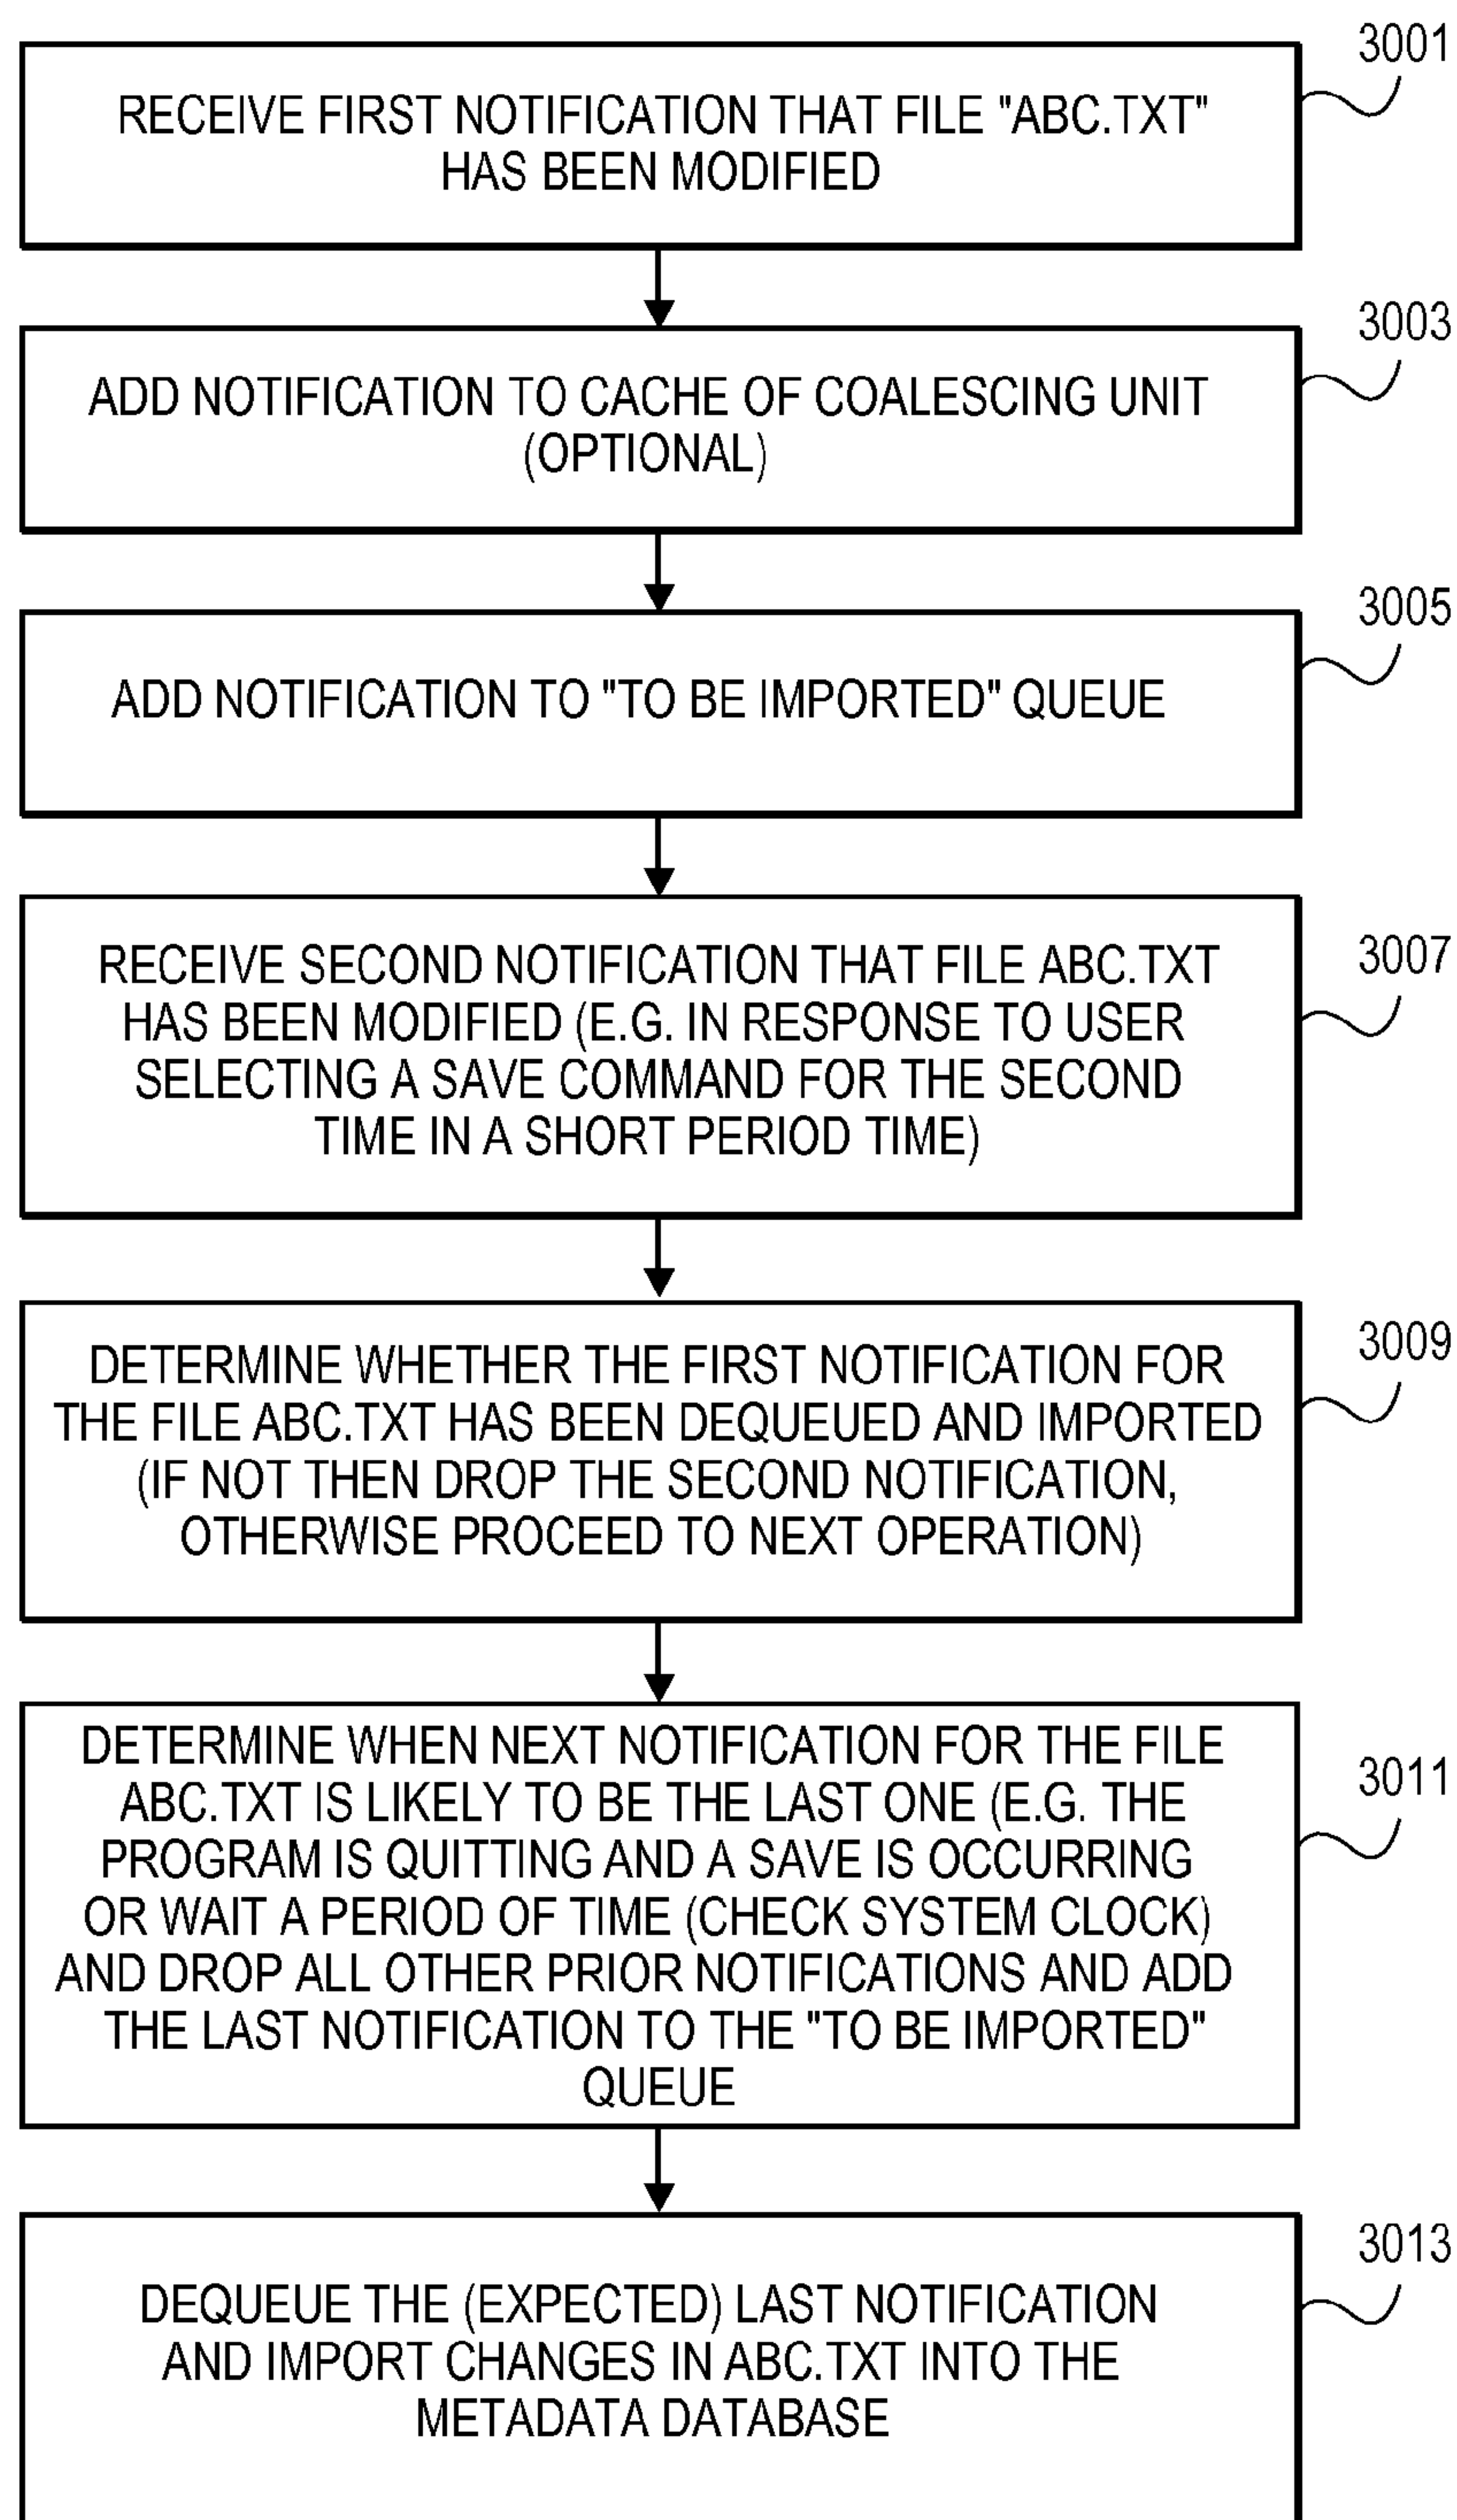 3001
RECEIVE FIRST NOTIFICATION THAT FILE "ABC.TXT"
HAS BEEN MODIFIED
3003
ADD NOTIFICATION TO CACHE OF COALESCING UNIT
(OPTIONAL)
3005
ADD NOTIFICATION TO "TO BE IMPORTED" QUEUE
3007
RECEIVE SECOND NOTIFICATION THAT FILE ABC.TXT
HAS BEEN MODIFIED (E.G. IN RESPONSE TO USER
SELECTING A SAVE COMMAND FOR THE SECOND
TIME IN A SHORT PERIOD TIME)
3009
DETERMINE WHETHER THE FIRST NOTIFICATION FOR
THE FILE ABC.TXT HAS BEEN DEQUEUED AND IMPORTED
(IF NOT THEN DROP THE SECOND NOTIFICATION,
OTHERWISE PROCEED TO NEXT OPERATION)
3011
DETERMINE WHEN NEXT NOTIFICATION FOR THE FILE
ABC.TXT IS LIKELY TO BE THE LAST ONE (E.G. THE
PROGRAM IS QUITTING AND A SAVE IS OCCURRING
OR WAIT A PERIOD OF TIME (CHECK SYSTEM CLOCK)
AND DROP ALL OTHER PRIOR NOTIFICATIONS AND ADD
THE LAST NOTIFICATION TO THE "TO BE IMPORTED"
QUEUE
3013
DEQUEUE THE (EXPECTED) LAST NOTIFICATION
AND IMPORT CHANGES IN ABC.TXT INTO THE
METADATA DATABASE